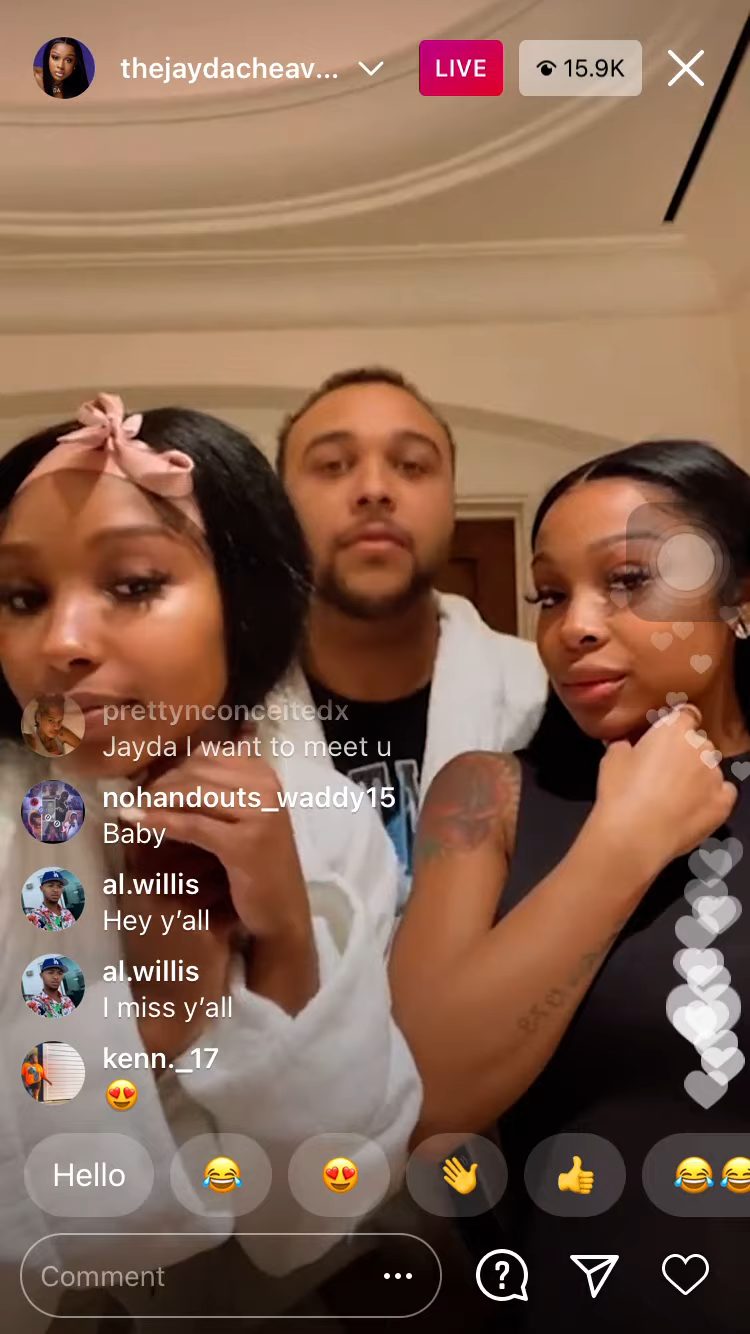 thejaydacheav...
LIVE
15.9K
prettynconceitedx
Jayda I want to meet u
nohandouts_waddy15
Baby
al.willis
Hey y’all
al.willis
I miss y’all
kenn._17
😍
Hello 😂 😍 👋 👍 😂😂
Comment